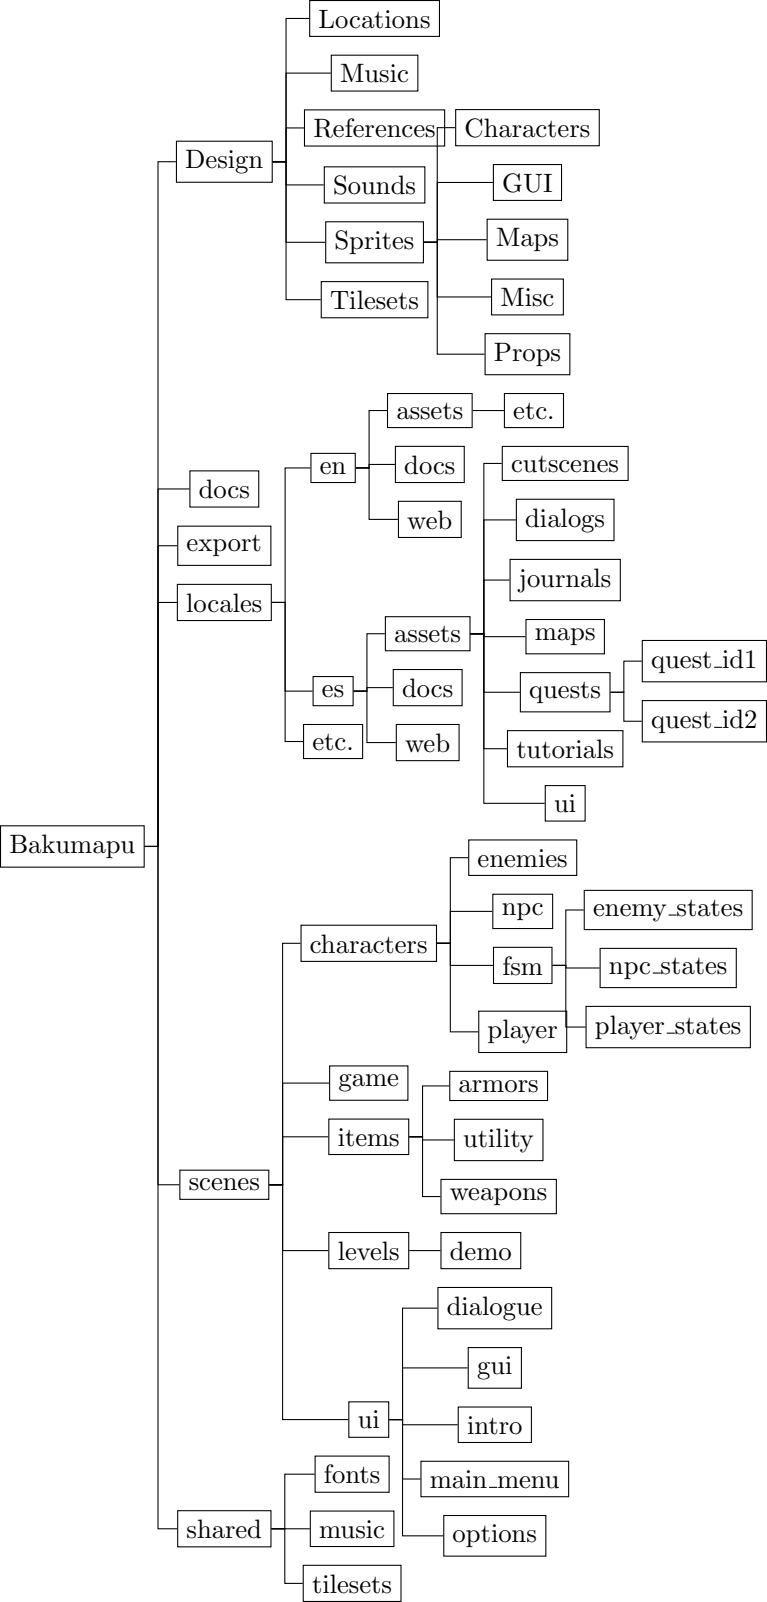 Bakumapu
Design
Locations
Music
References
Sounds
Sprites
Characters
GUI
Maps
Misc
Props
Tilesets
docs
export
locales
en
assets
etc.
docs
web
es
assets
cutscenes
dialogs
journals
maps
quests
quest_id1
quest_id2
tutorials
ui
docs
web
etc.
scenes
characters
enemies
npc
fsm
enemy_states
npc_states
player_states
player
game
items
armors
utility
weapons
levels
demo
ui
dialogue
gui
intro
main_menu
options
shared
fonts
music
tilesets